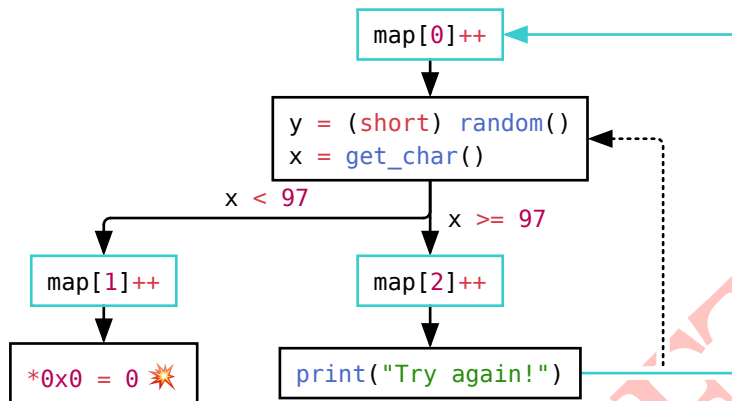 map[0]++
y = (short) random()
x = get_char()
x < 97
x >= 97
map[1]++
map[2]++
*0x0 = 0 💥
print("Try again!")